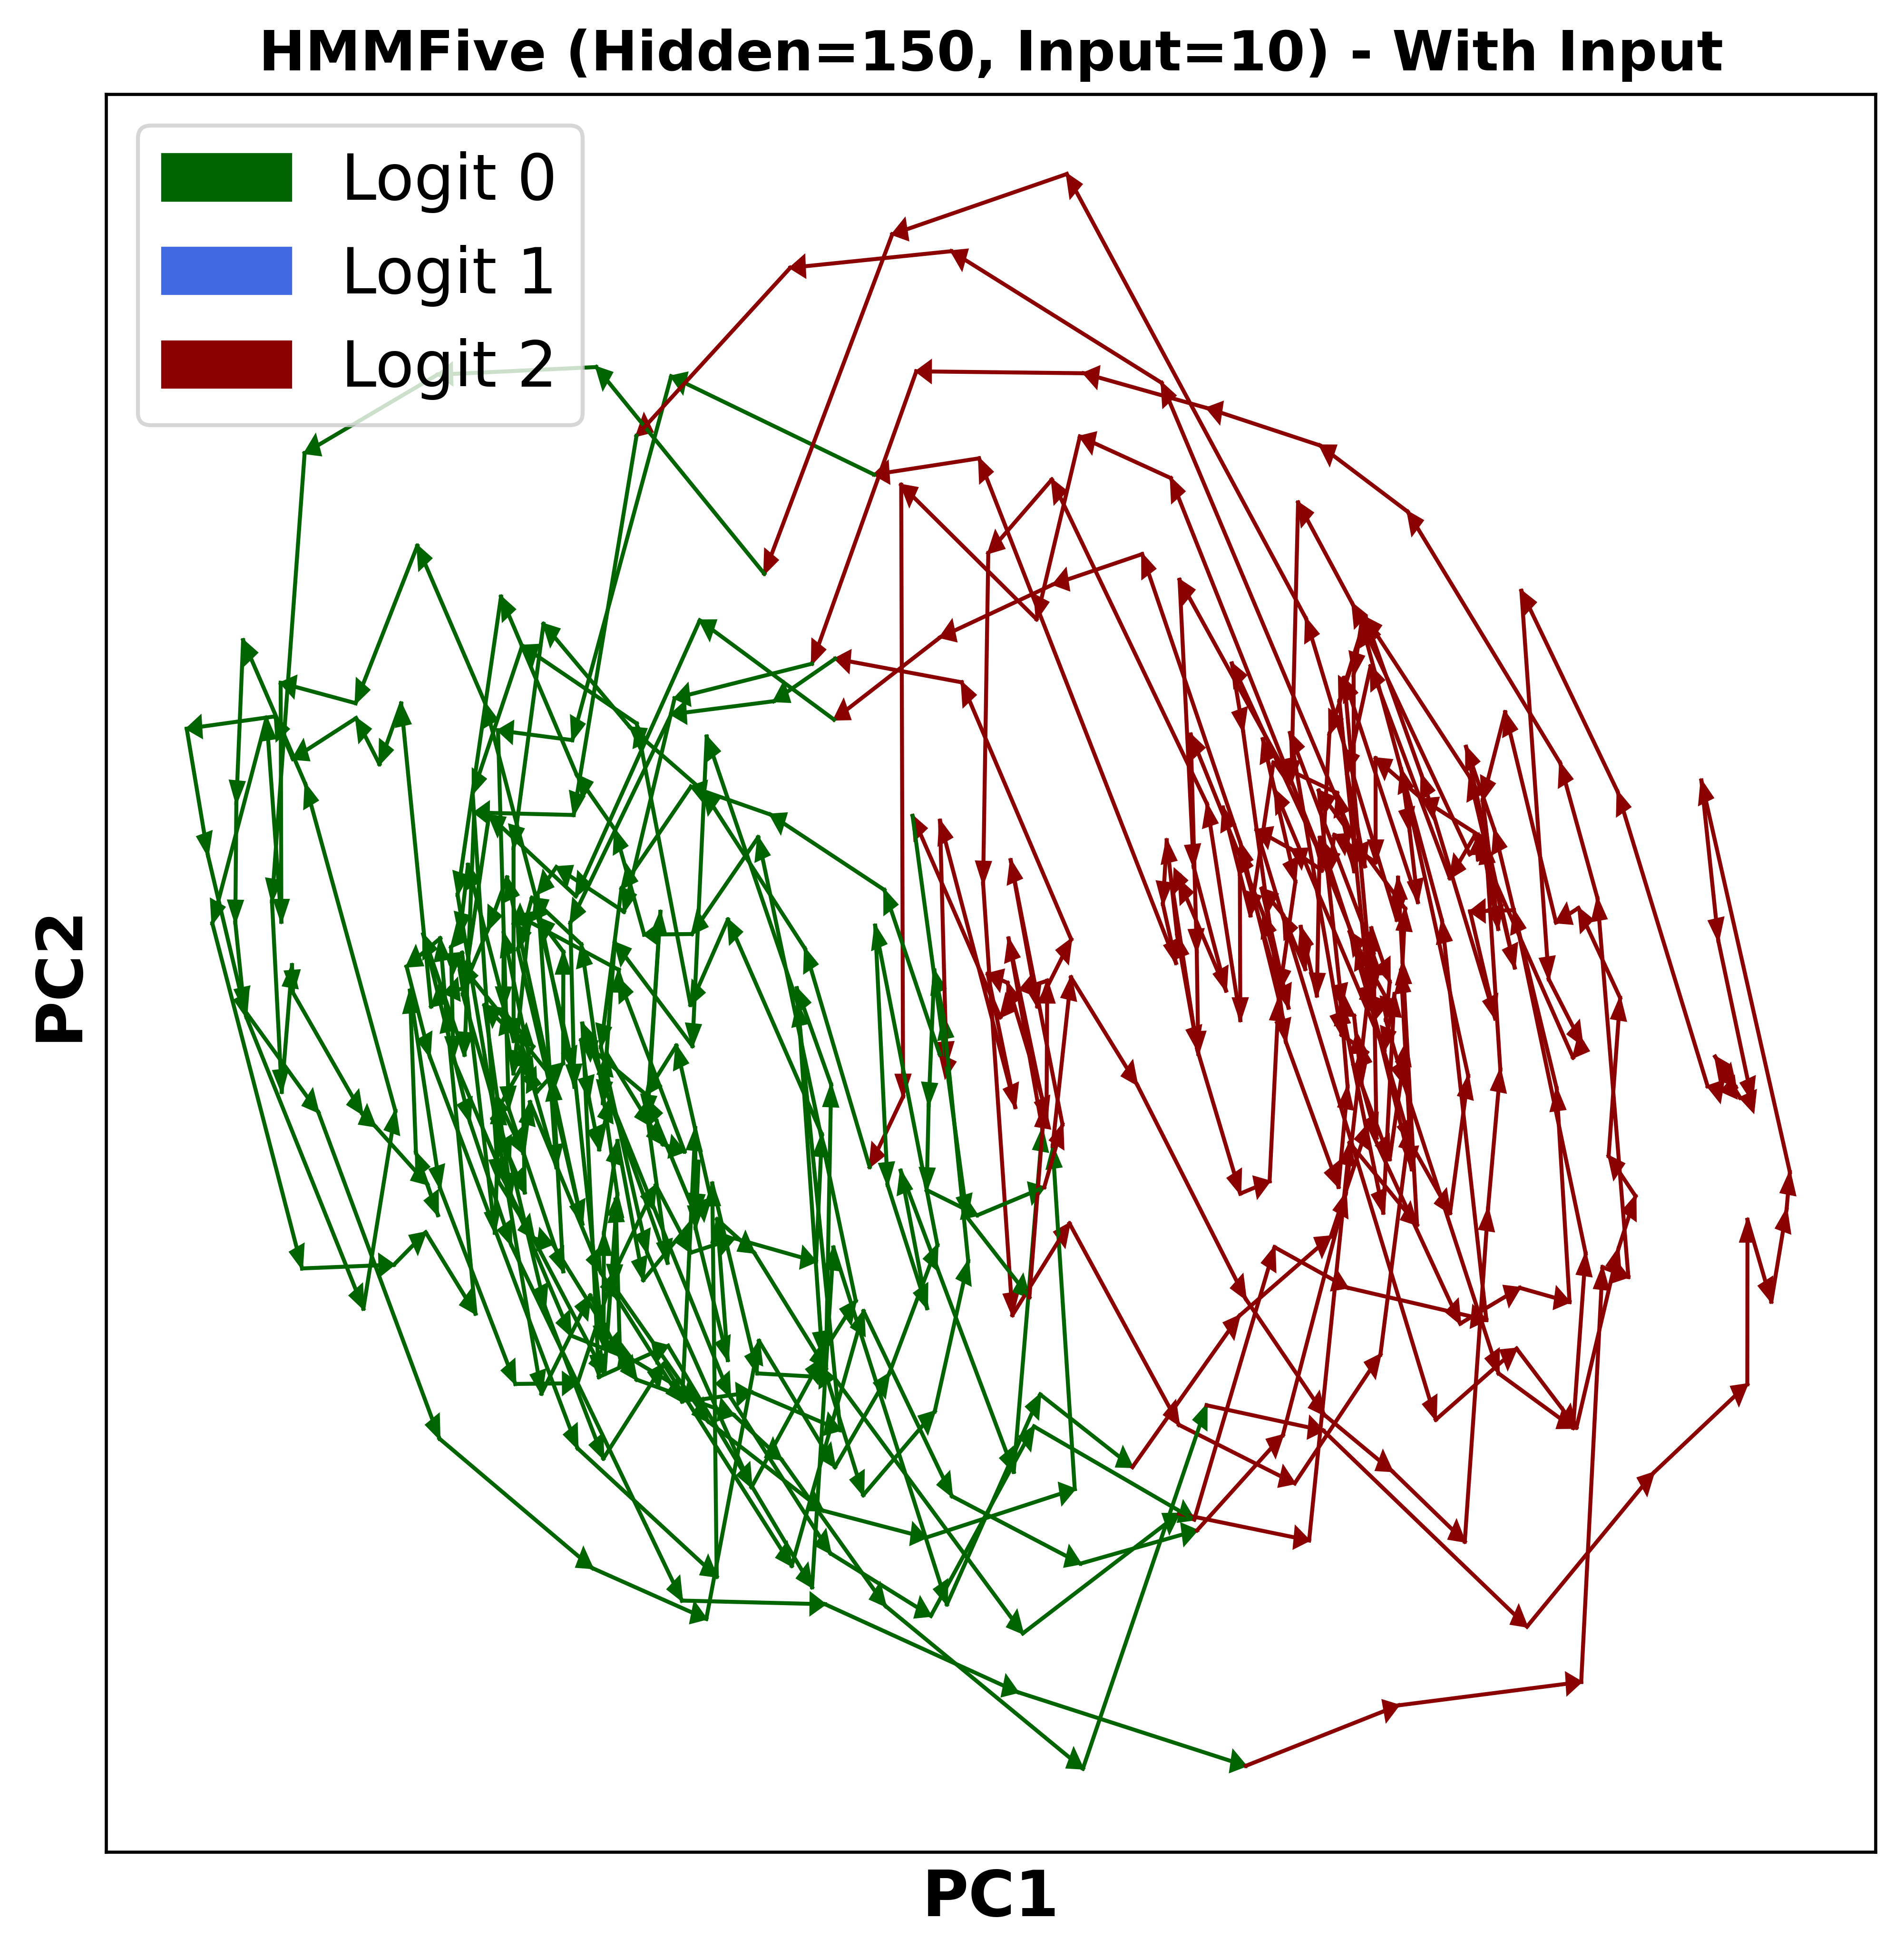 HMMFive (Hidden=150, Input=10) - With Input
Logit 0
Logit 1
Logit 2
PC2
PC1